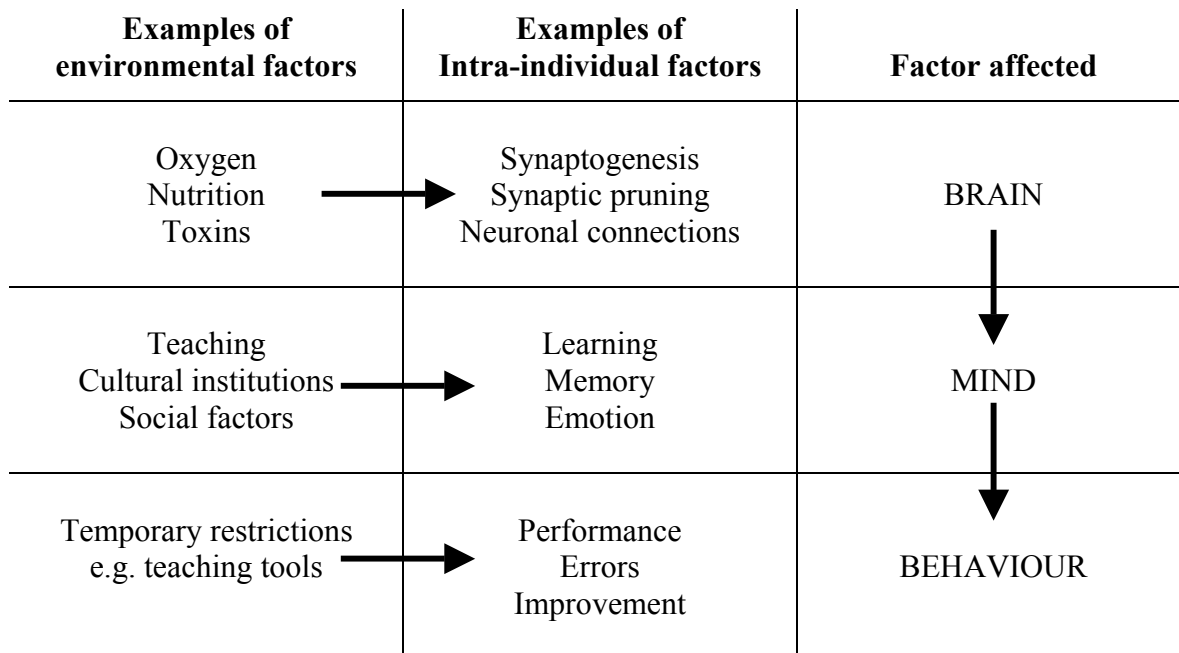 Examples of
environmental factors
Examples of
Intra-individual factors
Factor affected
Oxygen
Nutrition
Toxins
Synaptogenesis
Synaptic pruning
Neuronal connections
BRAIN
Teaching
Cultural institutions
Social factors
Learning
Memory
Emotion
MIND
Temporary restrictions
e.g. teaching tools
Performance
Errors
Improvement
BEHAVIOUR